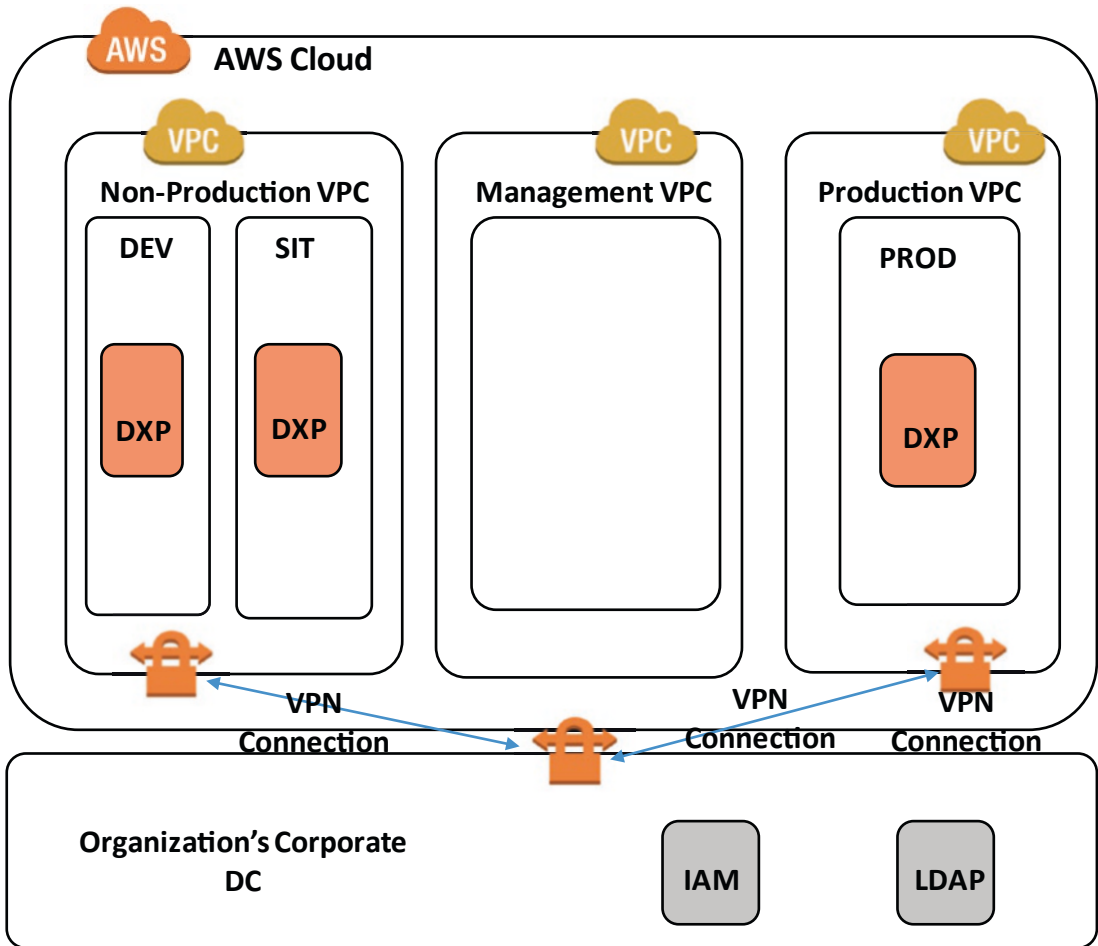 AWS
AWS Cloud
VPC
VPC
VPC
Non-Production VPC
Management VPC
Production VPC
DEV
SIT
PROD
DXP
DXP
DXP
VPN
Connection
VPN
Connection
VPN
Connection
Organization's Corporate
DC
IAM
LDAP